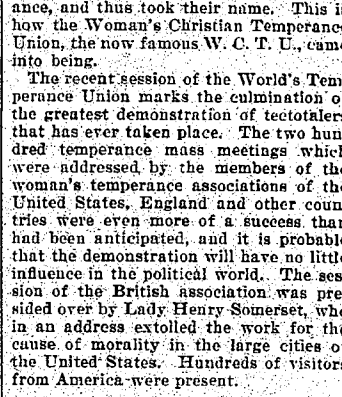 ance, and thus took their name. This i
how the Woman's Christian Temperanc
Union, the now famous W. C. T. U., cam
into being.
The recent session of the World's Tem
perance Union marks the culmination o
the greatest demonstration of teetotalers
that has ever taken place. The two hun
dred temperance mass meetings which
were addressed by the members of the
woman's temperance associations of the
United States, England and other coun
tries were even more of a success than
had been anticipated, and it is probable
that the demonstration will have no little
influence in the political world. The ses
sion of the British association was pre
sided over by Lady Henry Somerset, who
in an address extolled the work for the
cause of morality in the large cities o
the United States. Hundreds of visitor
from America were present.